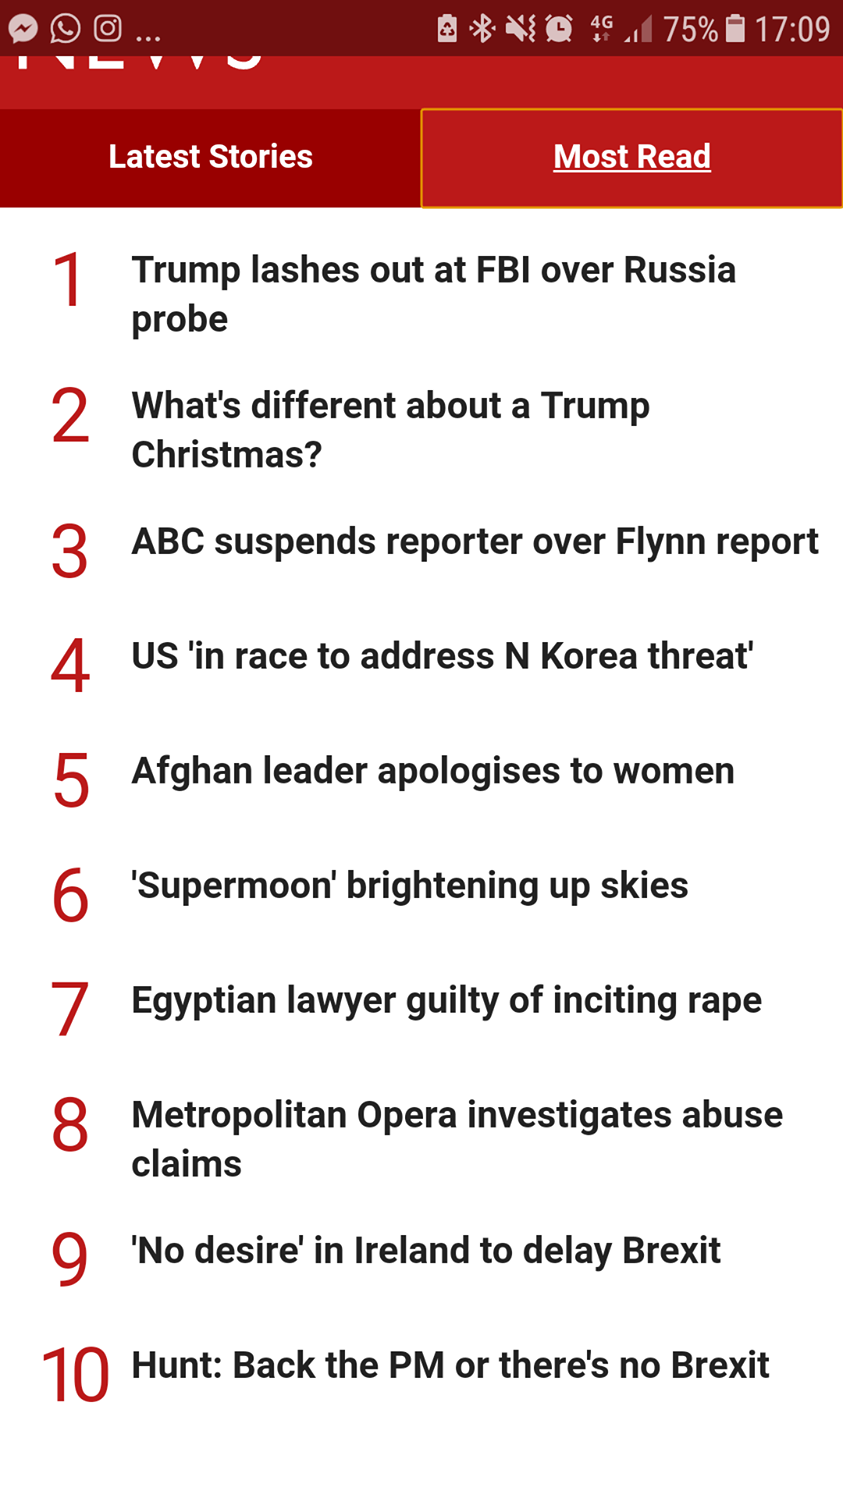 ... 4G 75% 17:09
NEWS
Latest Stories Most Read
1 Trump lashes out at FBI over Russia
probe
2 What's different about a Trump
Christmas?
3 ABC suspends reporter over Flynn report
4 US 'in race to address N Korea threat'
5 Afghan leader apologises to women
6 'Supermoon' brightening up skies
7 Egyptian lawyer guilty of inciting rape
8 Metropolitan Opera investigates abuse
claims
9 'No desire' in Ireland to delay Brexit
10 Hunt: Back the PM or there's no Brexit